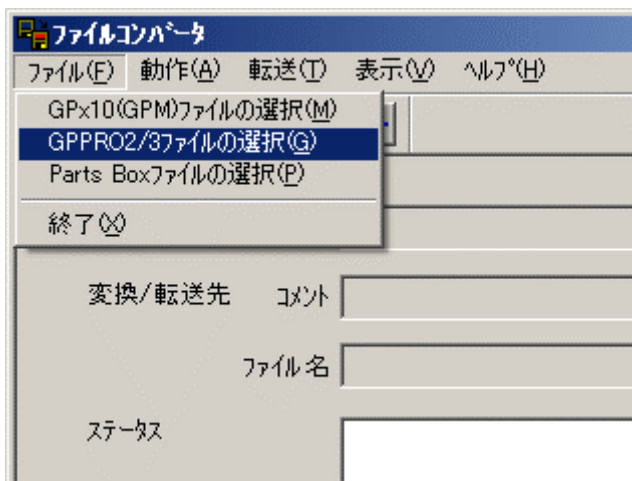 ﾌｧｲﾙｺﾝﾊﾞｰﾀ
ﾌｧｲﾙ(F) 動作(A) 転送(T) 表示(V) ﾍﾙﾌﾟ(H)
GPx10(GPM)ﾌｧｲﾙの選択(M)
GPPRO2/3ﾌｧｲﾙの選択(G)
Parts Boxﾌｧｲﾙの選択(P)
終了(X)
変換/転送先 ｺﾒﾝﾄ
ﾌｧｲﾙ名
ｽﾃｰﾀｽ